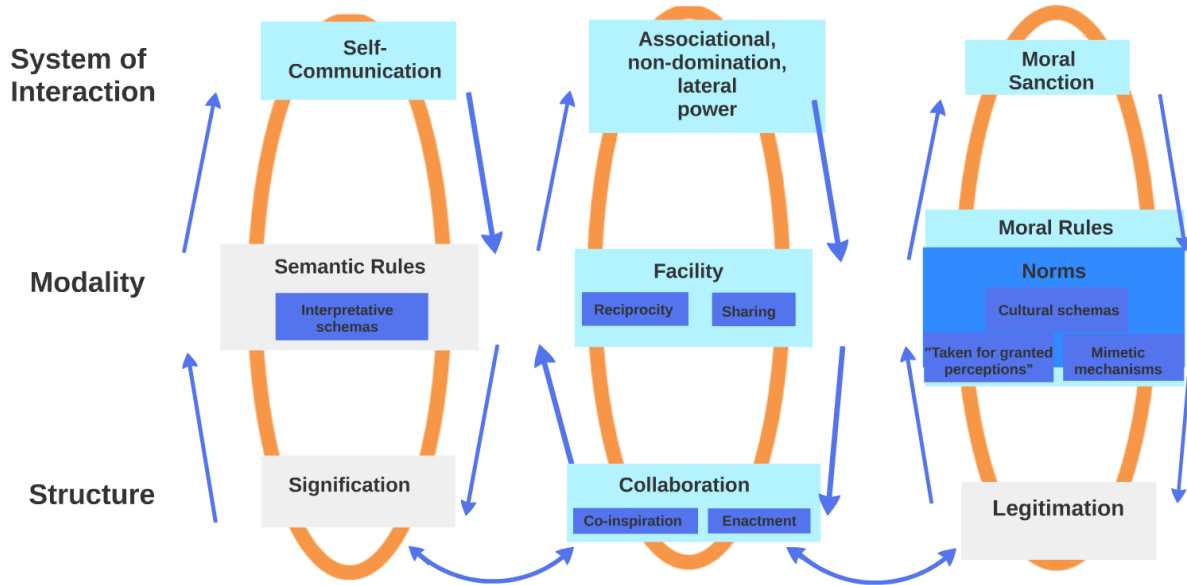 System of
Interaction
Self-
Communication
Associational,
non-domination,
lateral
power
Moral
Sanction
Modality
Semantic Rules
Interpretative
schemas
Facility
Reciprocity
Sharing
Moral Rules
Norms
Cultural schemas
"Taken for granted
perceptions"
Mimetic
mechanisms
Structure
Signification
Collaboration
Co-inspiration
Enactment
Legitimation